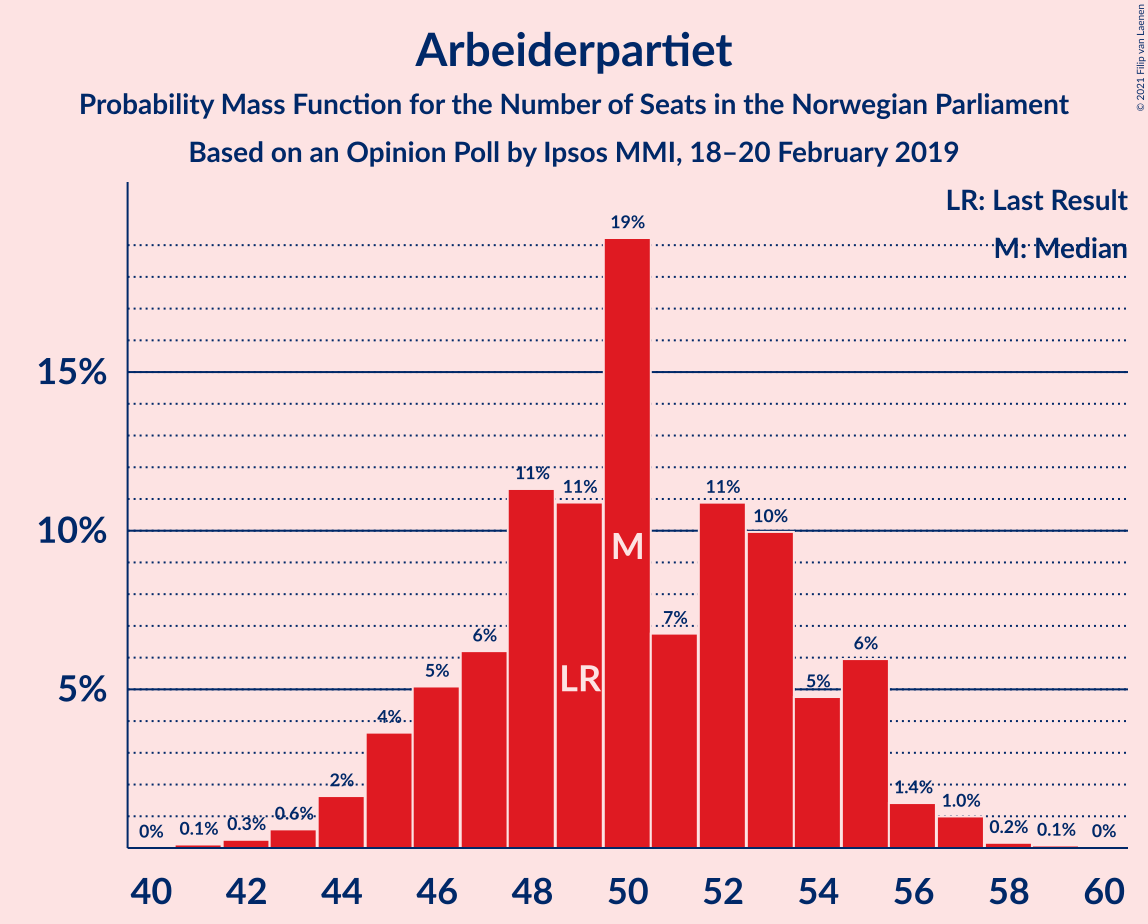 Arbeiderpartiet
Probability Mass Function for the Number of Seats in the Norwegian Parliament
Based on an Opinion Poll by Ipsos MMI, 18–20 February 2019
© 2021 Filip van Laenen
LR: Last Result
M: Median
15%
10%
5%
0%
0.1%
0.3%
0.6%
2%
4%
5%
6%
11%
11%
19%
7%
11%
10%
5%
6%
1.4%
1.0%
0.2%
0.1%
0%
M
LR
40 42 44 46 48 50 52 54 56 58 60